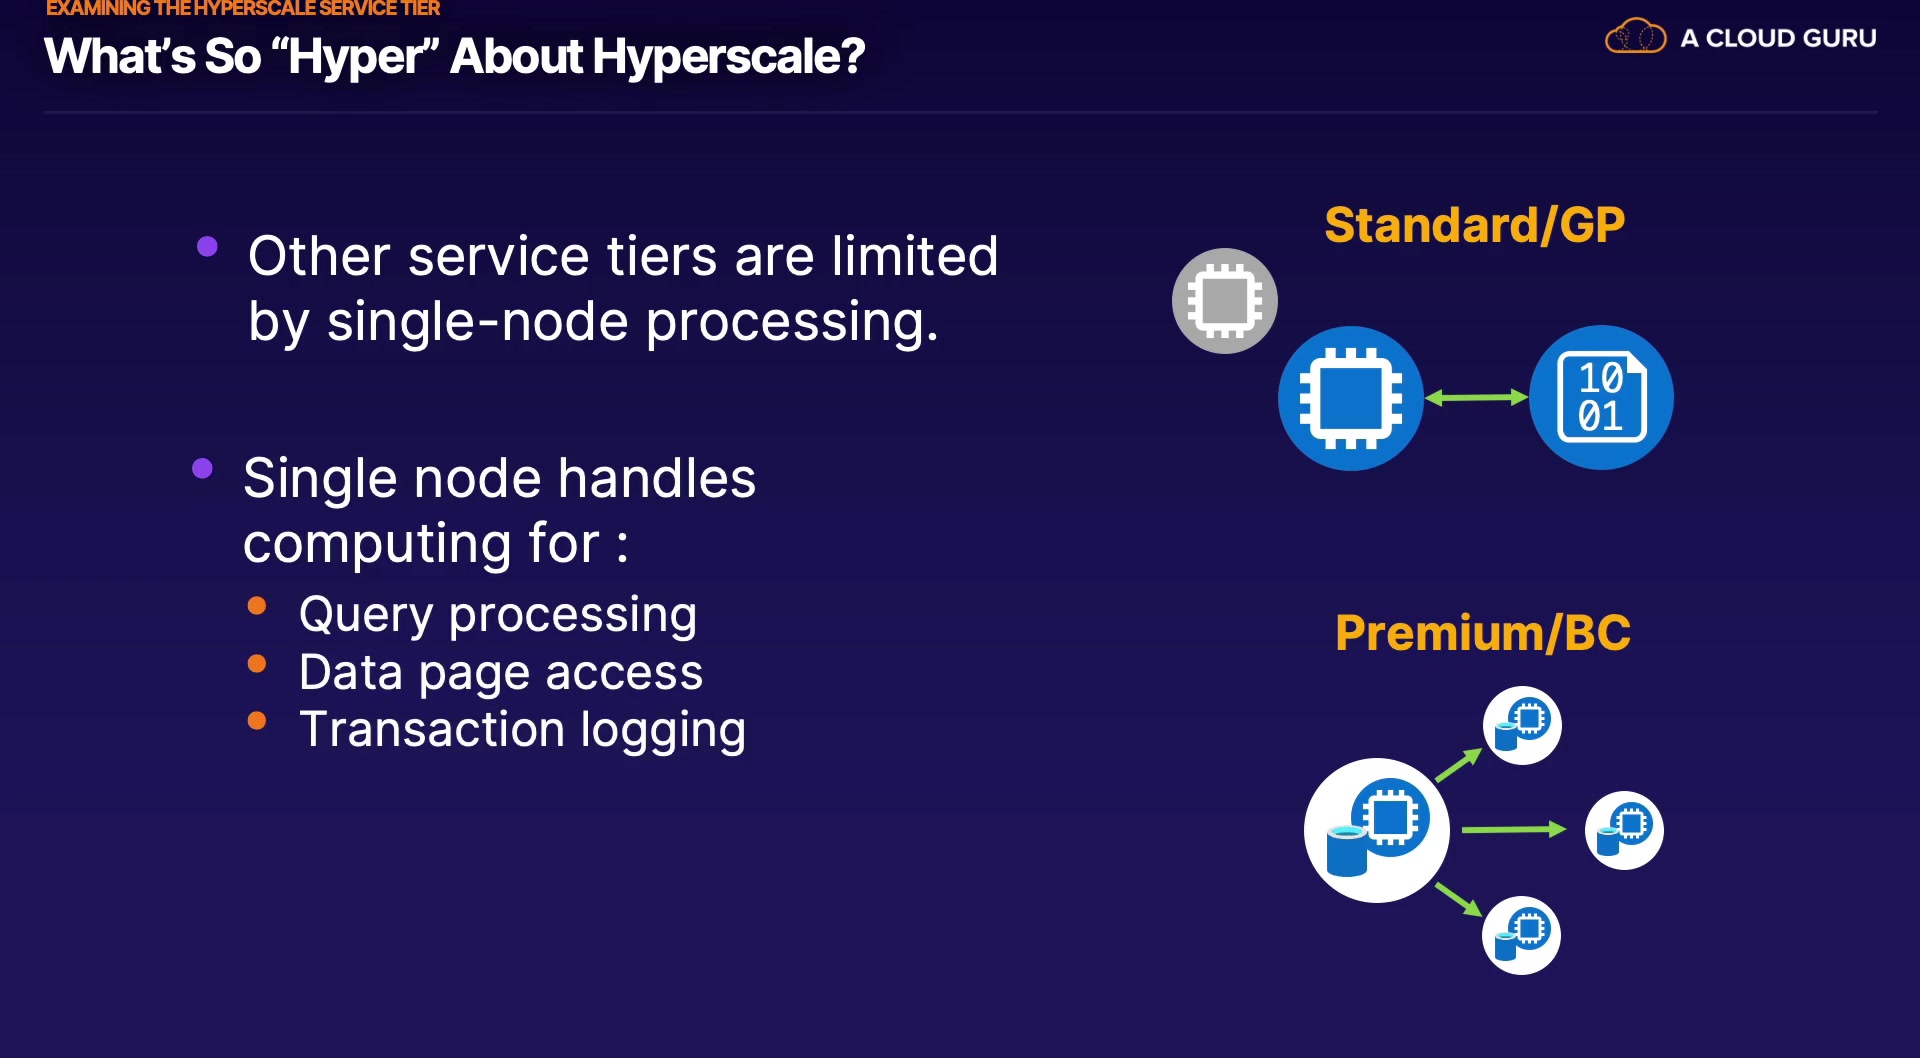 EXAMINING THE HYPERSCALE SERVICE TIER
What's So “Hyper” About Hyperscale?
A CLOUD GURU
Other service tiers are limited
by single-node processing.
Single node handles
computing for :
Query processing
Data page access
Transaction logging
Standard/GP
10
01
Premium/BC